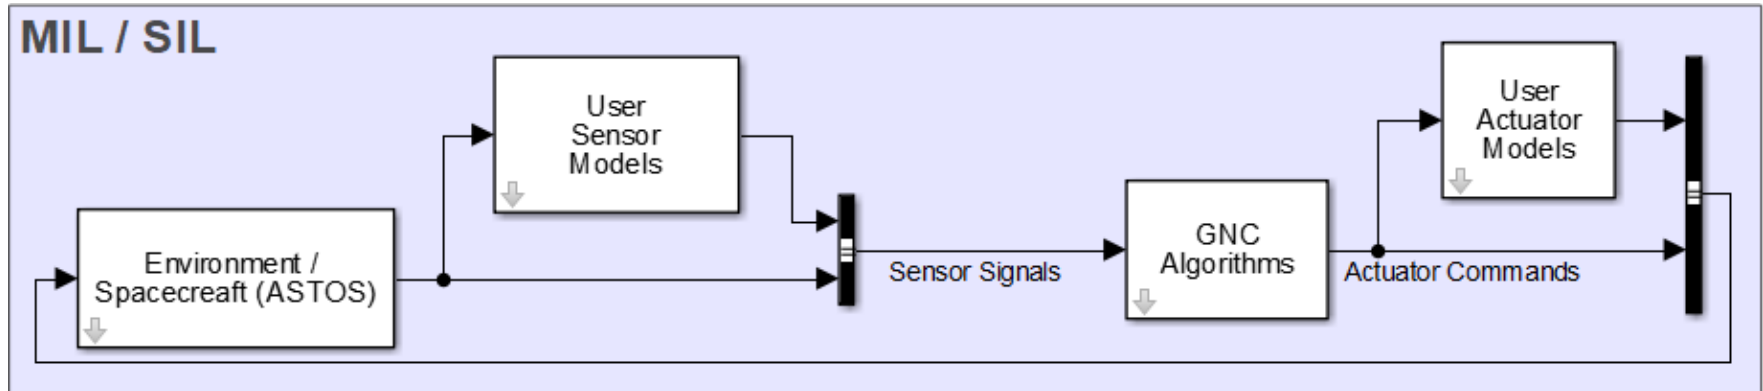 MIL / SIL
User
Sensor
Models
User
Actuator
Models
Environment /
Spacecreaft (ASTOS)
Sensor Signals
GNC
Algorithms
Actuator Commands